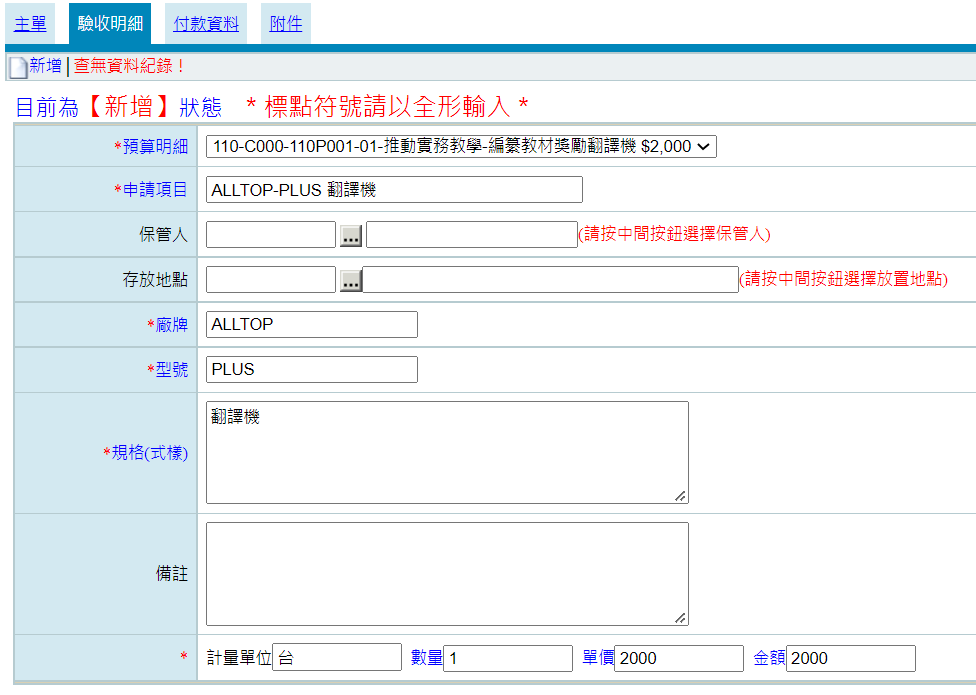 主單 驗收明細 付款資料 附件
新增 | 查無資料紀錄！
目前為【新增】狀態 * 標點符號請以全形輸入 *
*預算明細 110-C000-110P001-01-推動實務教學-編纂教材獎勵翻譯機 $2,000
*申請項目 ALLTOP-PLUS 翻譯機
保管人 ... (請按中間按鈕選擇保管人)
存放地點 ... (請按中間按鈕選擇放置地點)
*廠牌 ALLTOP
*型號 PLUS
*規格(式樣) 翻譯機
備註
* 計量單位 台 數量 1 單價 2000 金額 2000